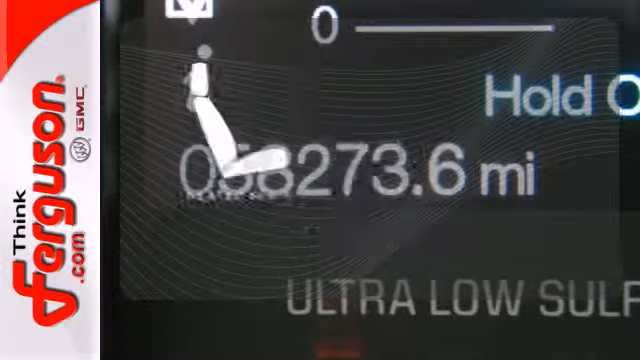 Think
Ferguson.com
GMC
0
Hold O
058273.6 mi
ULTRA LOW SULF